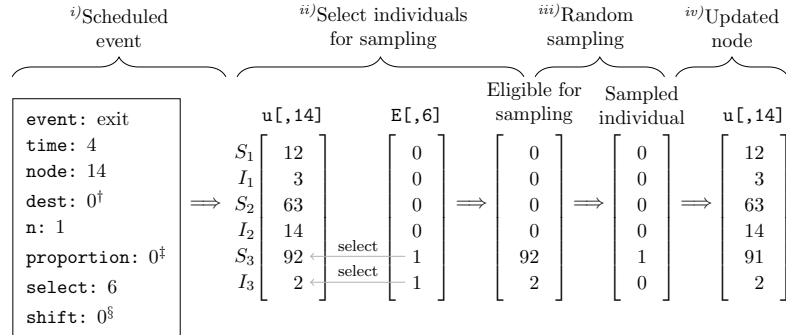 i)Scheduled event
ii)Select individuals for sampling
iii)Random sampling
iv)Updated node
event: exit
time: 4
node: 14
dest: 0†
n: 1
proportion: 0‡
select: 6
shift: 0§
u[,14] E[,6] Eligible for sampling Sampled individual u[,14]
S1 12 0 0 0 12
I1 3 0 0 0 3
S2 63 0 0 0 63
I2 14 0 0 0 14
S3 92 select 1 92 1 91
I3 2 select 1 2 0 2